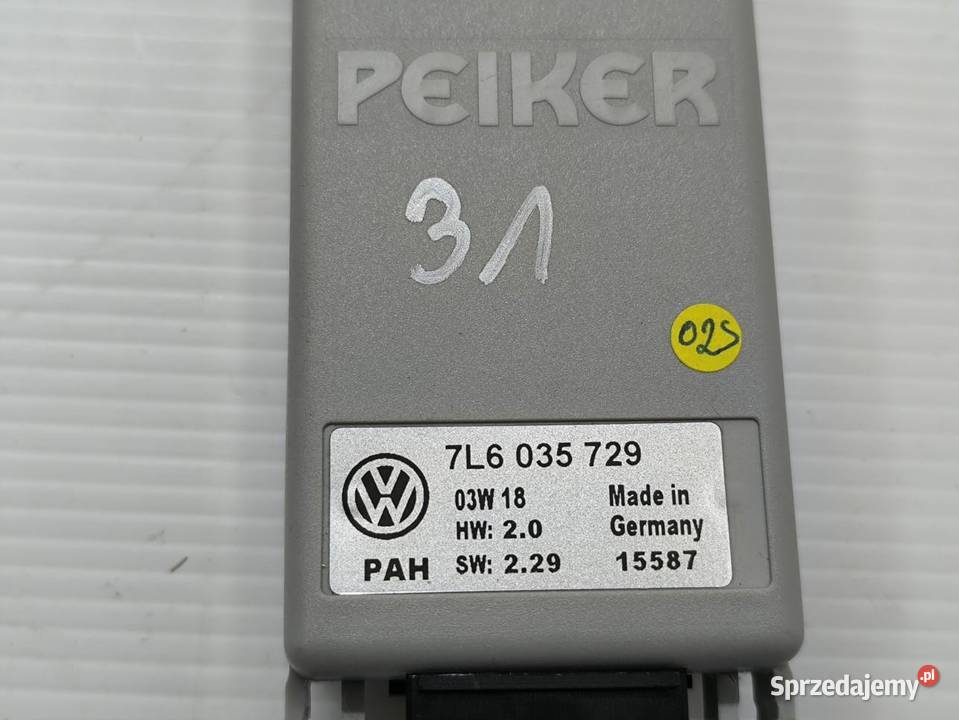 PEIKER
31
02S
7L6 035 729
03W 18 Made in
HW: 2.0 Germany
PAH SW: 2.29 15587
Sprzedajemy.pl